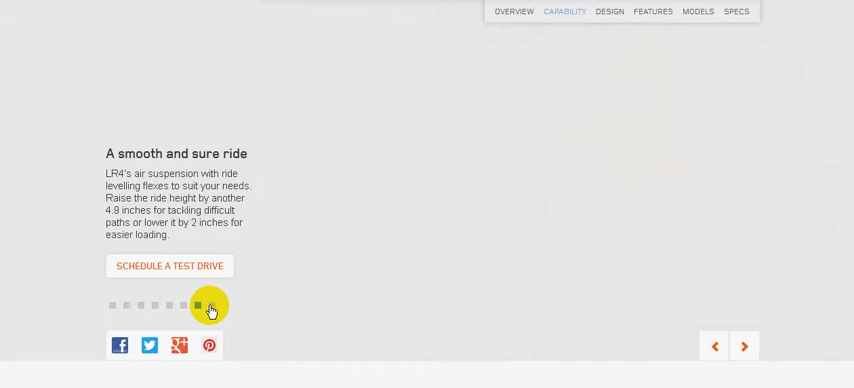 OVERVIEW CAPABILITY DESIGN FEATURES MODELS SPECS
A smooth and sure ride
LR4's air suspension with ride
levelling flexes to suit your needs.
Raise the ride height by another
4.9 inches for tackling difficult
paths or lower it by 2 inches for
easier loading.
SCHEDULE A TEST DRIVE